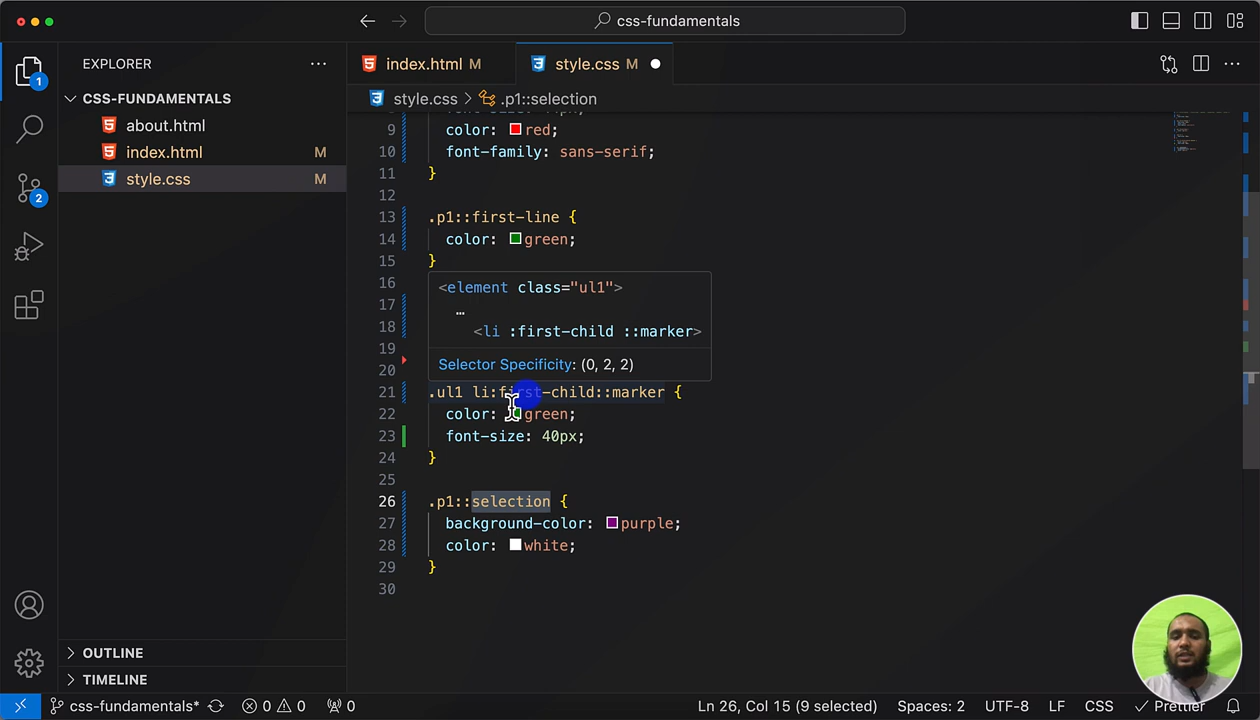 css-fundamentals
EXPLORER
index.html M
style.css M
CSS-FUNDAMENTALS
style.css > .p1::selection
about.html
index.html M
style.css M
1
2
9 color: red;
10 font-family: sans-serif;
11 }
12
13 .p1::first-line {
14 color: green;
15 }
16
17
18
19
20
<element class="ul1">
…
<li :first-child ::marker>
Selector Specificity: (0, 2, 2)
21 .ul1 li:first-child::marker {
22 color: green;
23 font-size: 40px;
24 }
25
26 .p1::selection {
27 background-color: purple;
28 color: white;
29 }
30
OUTLINE
TIMELINE
css-fundamentals* 0 0 0 Ln 26, Col 15 (9 selected) Spaces: 2 UTF-8 LF CSS Prettier